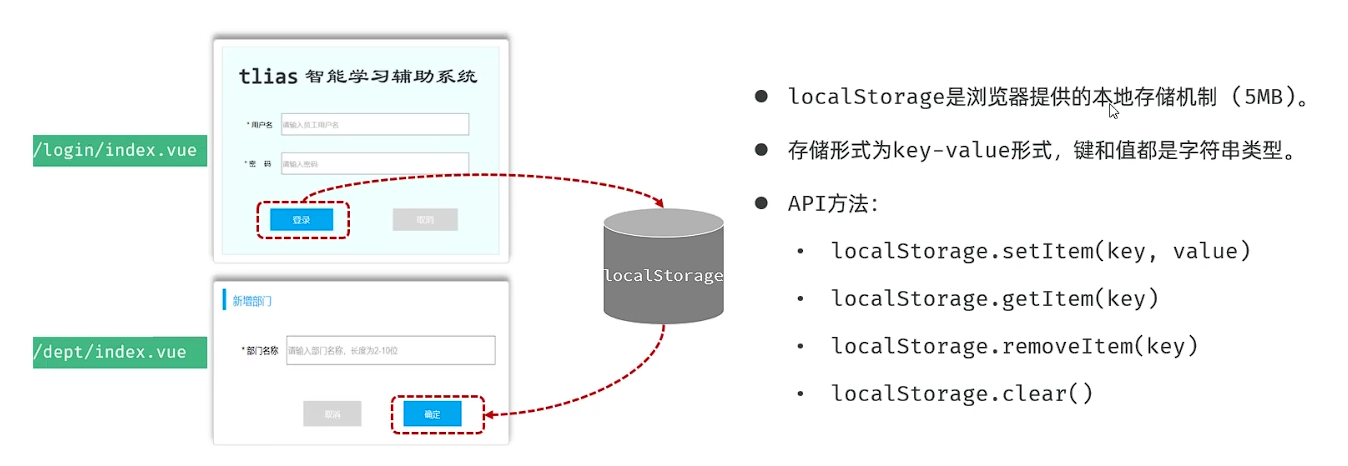 tlias 智能学习辅助系统
/login/index.vue
* 用户名 请输入员工用户名
* 密 码 请输入密码
登录 取消
localStorage
新增部门
/dept/index.vue
* 部门名称 请输入部门名称，长度为2-10位
取消 确定
● localStorage是浏览器提供的本地存储机制 (5MB)。
● 存储形式为key-value形式，键和值都是字符串类型。
● API方法：
• localStorage.setItem(key, value)
• localStorage.getItem(key)
• localStorage.removeItem(key)
• localStorage.clear()